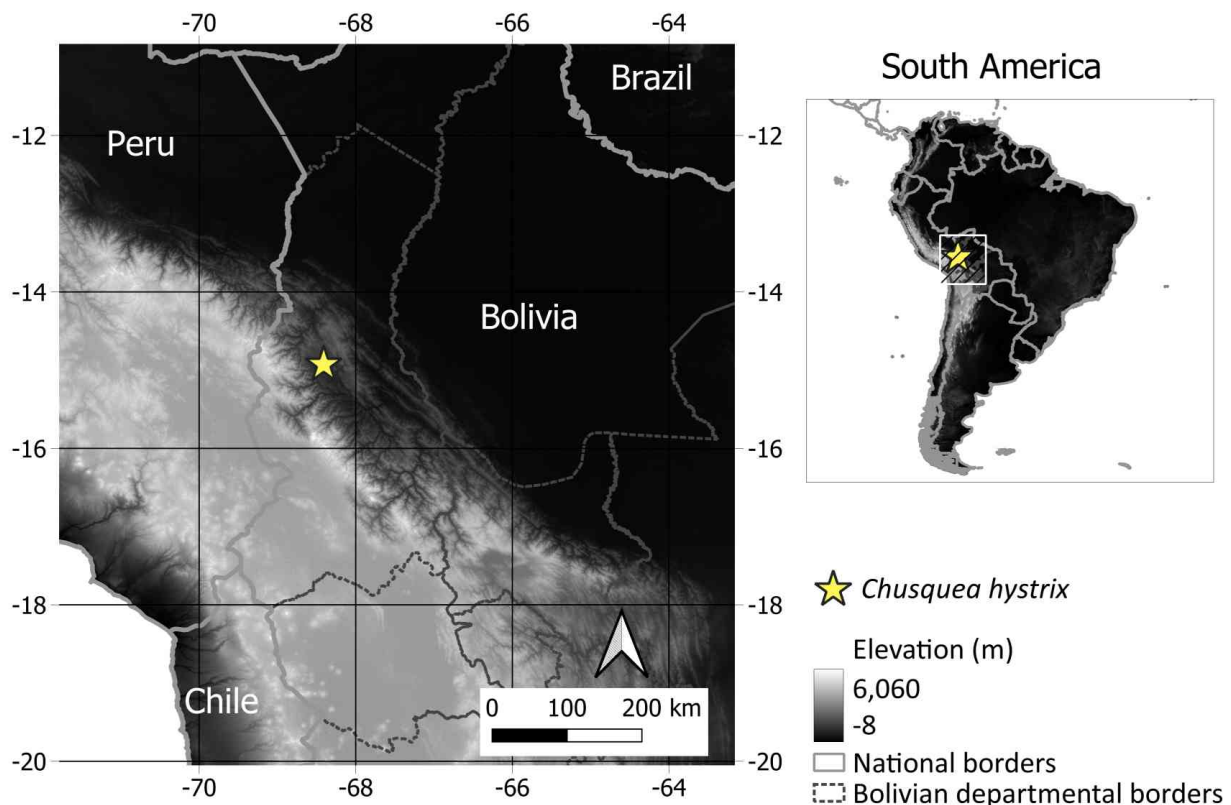 -70 -68 -66 -64
Brazil
South America
-12 -12
Peru
-14 -14
Bolivia
-16 -16
-18 -18
Chusquea hystrix
Elevation (m)
6,060
-8
Chile
0 100 200 km
National borders
-20 -20
Bolivian departmental borders
-70 -68 -66 -64